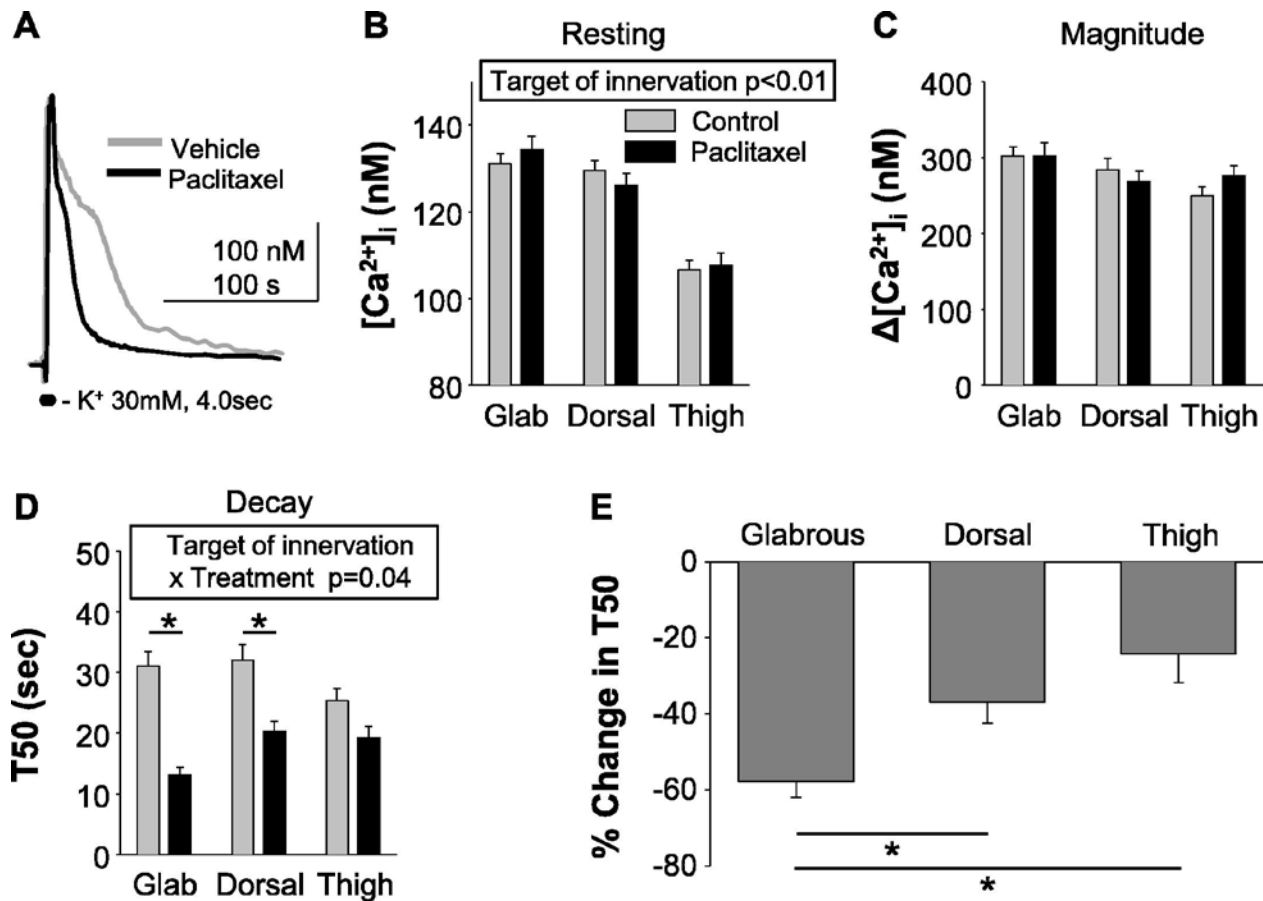 A
Vehicle
Paclitaxel
100 nM
100 s
- K⁺ 30mM, 4.0sec
B
Resting
Target of innervation p<0.01
Control
Paclitaxel
[Ca²⁺]ᵢ (nM)
140
120
100
80
Glab Dorsal Thigh
C
Magnitude
Δ[Ca²⁺]ᵢ (nM)
400
300
200
100
0
Glab Dorsal Thigh
D
Decay
Target of innervation
x Treatment p=0.04
T50 (sec)
50
40
30
20
10
0
* *
Glab Dorsal Thigh
E
Glabrous Dorsal Thigh
% Change in T50
0
-20
-40
-60
-80
*
*